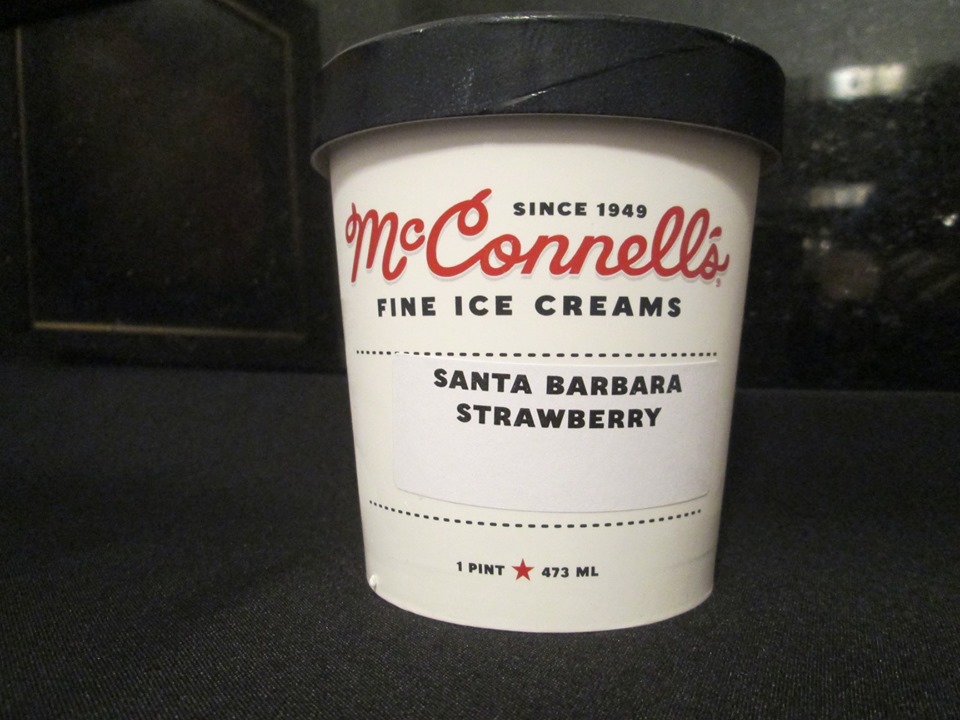 SINCE 1949
McConnell's
FINE ICE CREAMS
SANTA BARBARA
STRAWBERRY
1 PINT ★ 473 ML